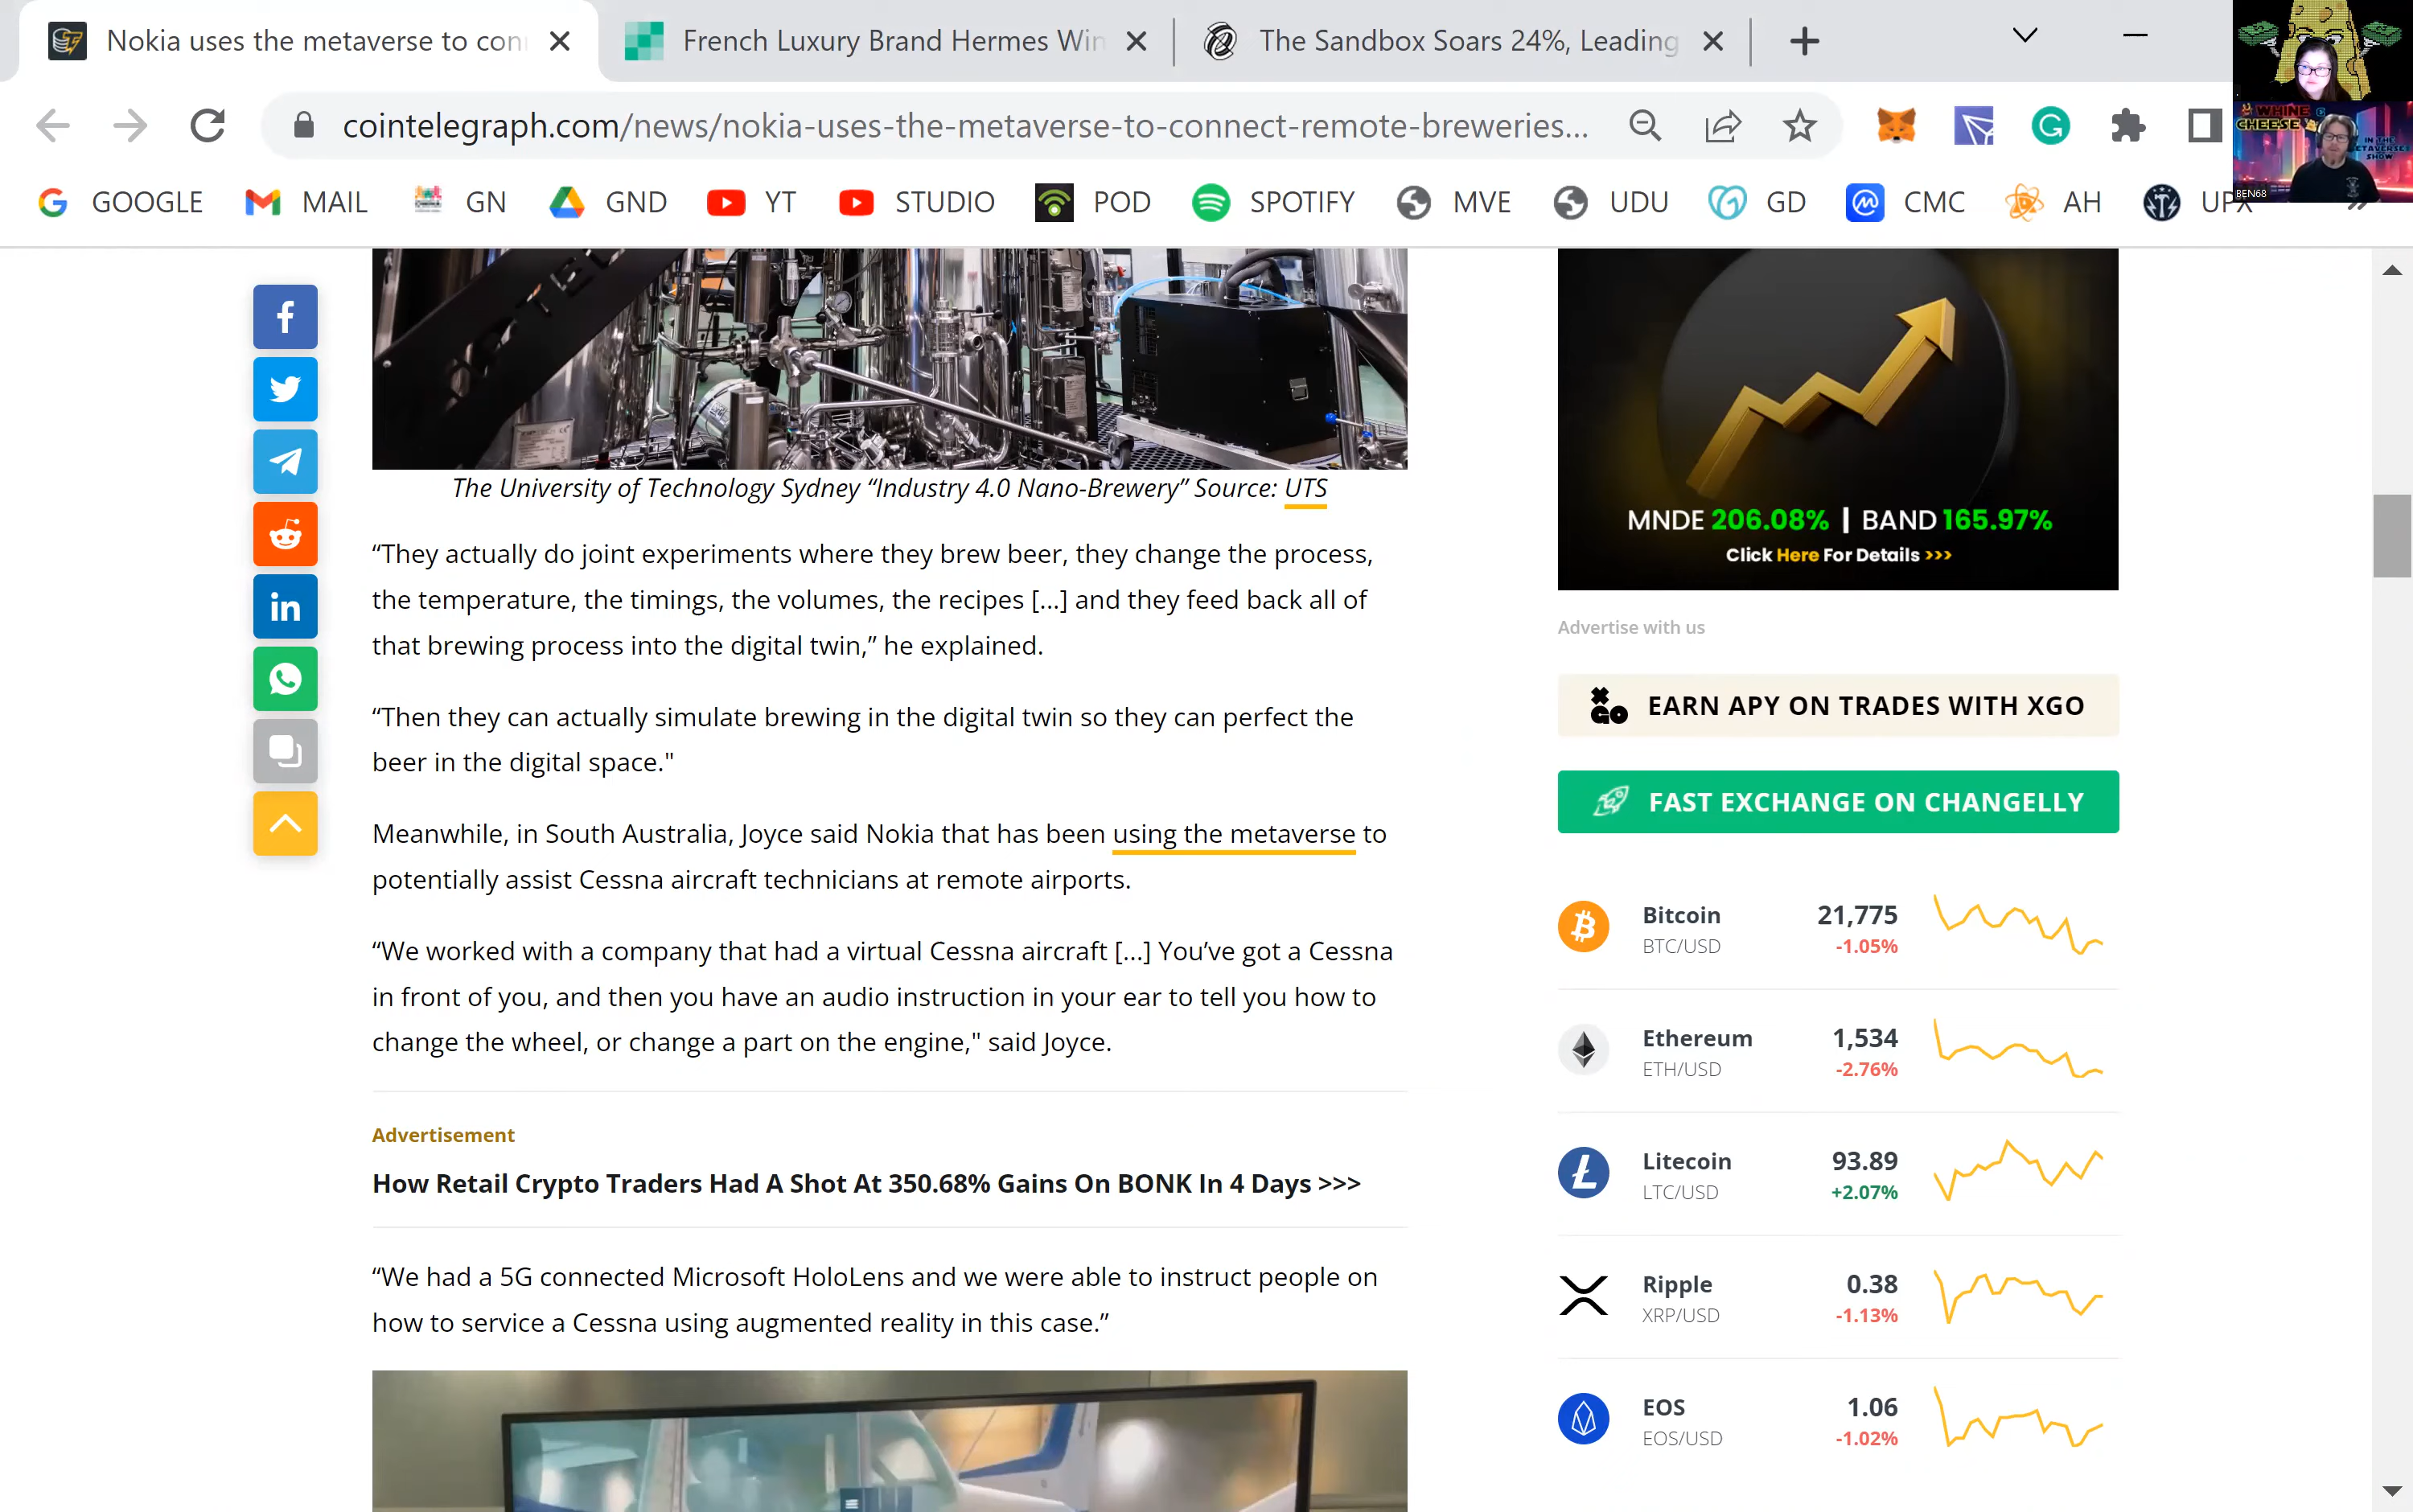 Nokia uses the metaverse to con
French Luxury Brand Hermes Win
The Sandbox Soars 24%, Leading
cointelegraph.com/news/nokia-uses-the-metaverse-to-connect-remote-breweries...
GOOGLE
MAIL
GN
GND
YT
STUDIO
POD
SPOTIFY
MVE
UDU
GD
CMC
AH
UPX
WHINE
CHEESE
IN THE
METAVERSE
SHOW
BEN68
The University of Technology Sydney “Industry 4.0 Nano-Brewery” Source: UTS
“They actually do joint experiments where they brew beer, they change the process,
the temperature, the timings, the volumes, the recipes [...] and they feed back all of
that brewing process into the digital twin,” he explained.
“Then they can actually simulate brewing in the digital twin so they can perfect the
beer in the digital space."
Meanwhile, in South Australia, Joyce said Nokia that has been using the metaverse to
potentially assist Cessna aircraft technicians at remote airports.
“We worked with a company that had a virtual Cessna aircraft [...] You’ve got a Cessna
in front of you, and then you have an audio instruction in your ear to tell you how to
change the wheel, or change a part on the engine," said Joyce.
Advertisement
How Retail Crypto Traders Had A Shot At 350.68% Gains On BONK In 4 Days >>>
“We had a 5G connected Microsoft HoloLens and we were able to instruct people on
how to service a Cessna using augmented reality in this case.”
MNDE 206.08% | BAND 165.97%
Click Here For Details >>>
Advertise with us
EARN APY ON TRADES WITH XGO
FAST EXCHANGE ON CHANGELLY
Bitcoin 21,775
BTC/USD -1.05%
Ethereum 1,534
ETH/USD -2.76%
Litecoin 93.89
LTC/USD +2.07%
Ripple 0.38
XRP/USD -1.13%
EOS 1.06
EOS/USD -1.02%